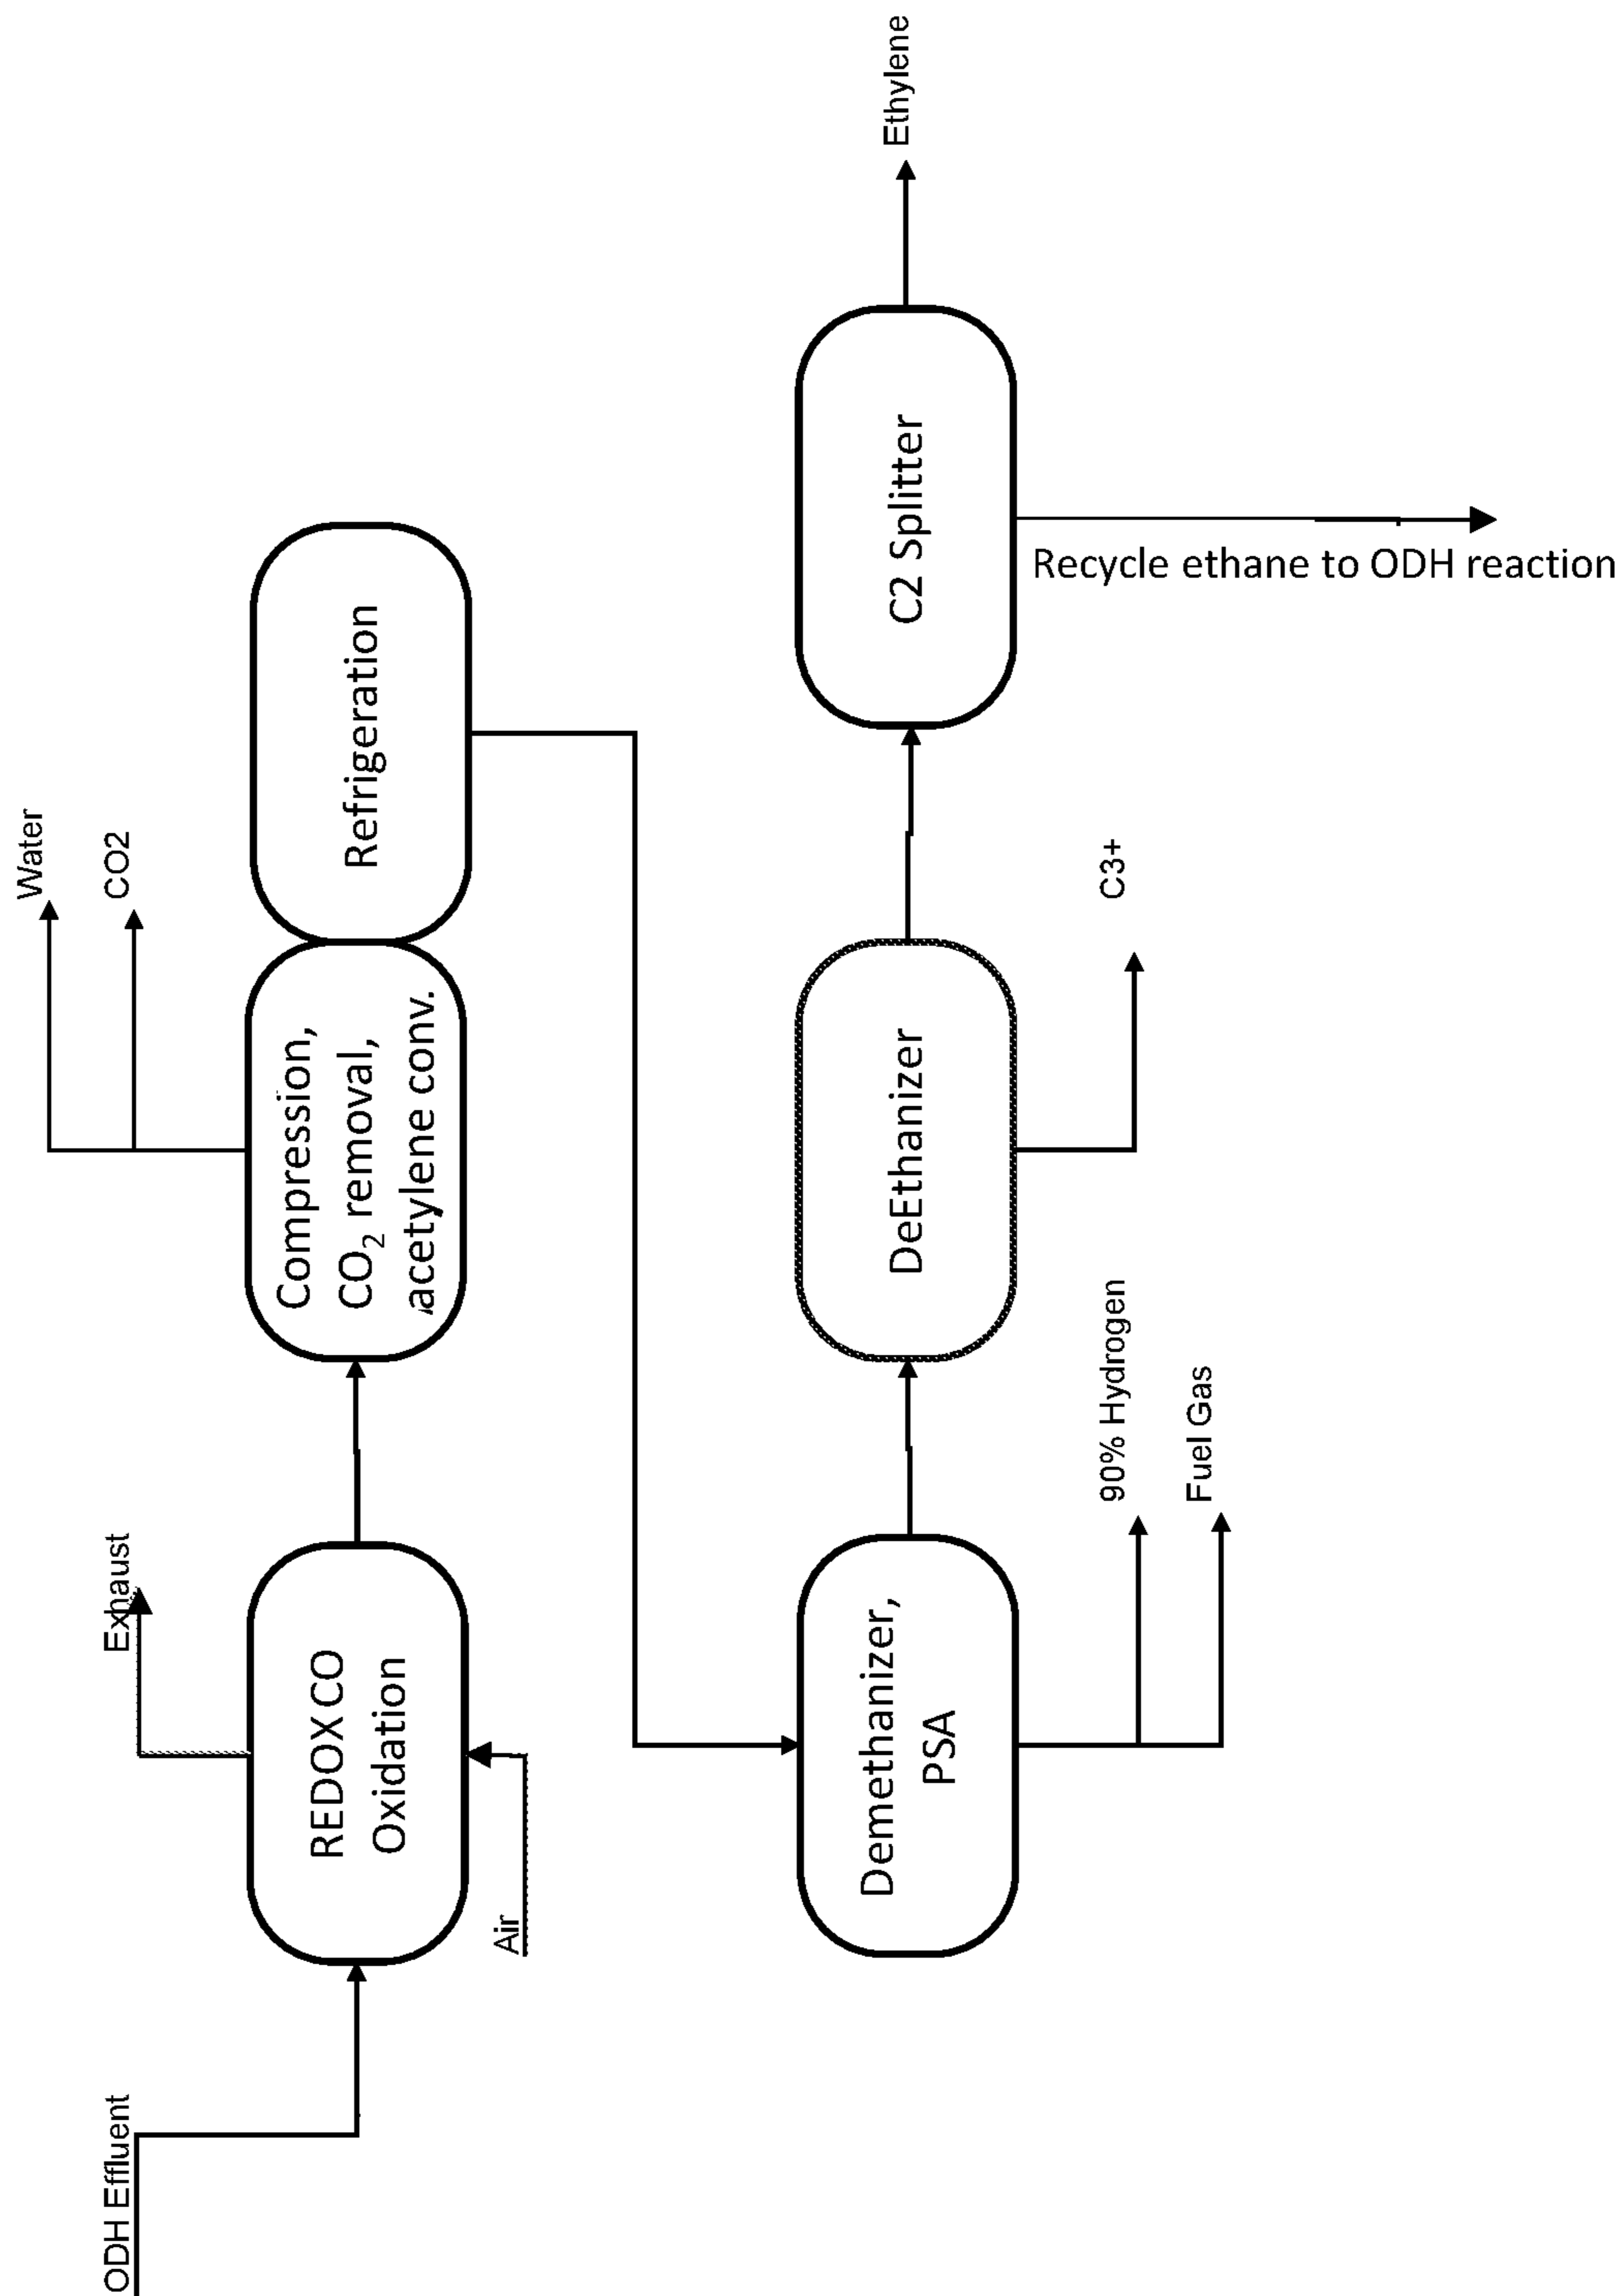 ODH Effluent
Exhaust
REDOX CO
Oxidation
Air
Water
CO2
Compression,
CO₂ removal,
acetylene conv.
Refrigeration
Demethanizer,
PSA
90% Hydrogen
Fuel Gas
DeEthanizer
C3+
C2 Splitter
Ethylene
Recycle ethane to ODH reaction